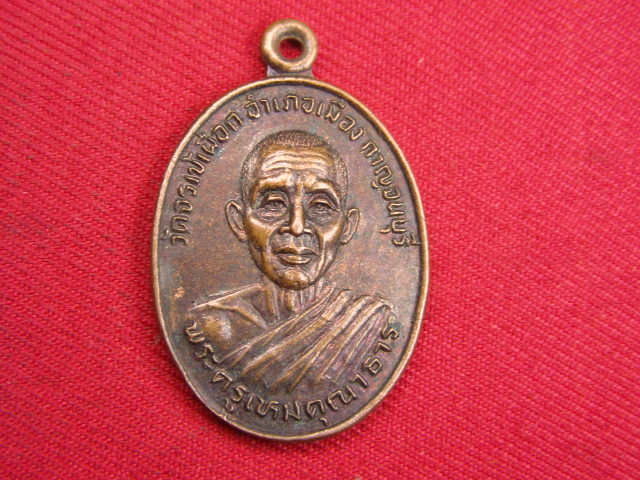 วัดจรเข้เผือก อำเภอเมือง กาญจนบุรี
พระครูเหมคุณาธาร